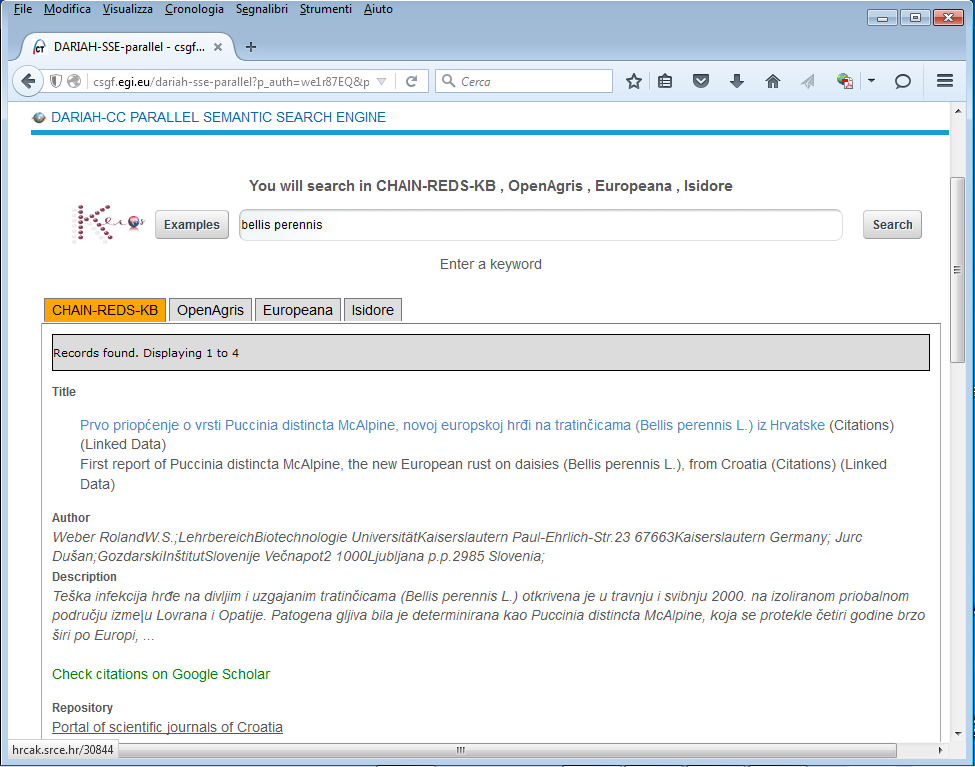 File Modifica Visualizza Cronologia Segnalibri Strumenti Aiuto
DARIAH-SSE-parallel - csgf...
csgf.egi.eu/dariah-sse-parallel?p_auth=we1r87EQ&p
Cerca
DARIAH-CC PARALLEL SEMANTIC SEARCH ENGINE
You will search in CHAIN-REDS-KB , OpenAgris , Europeana , Isidore
Keros
Examples
bellis perennis
Search
Enter a keyword
CHAIN-REDS-KB OpenAgris Europeana Isidore
Records found. Displaying 1 to 4
Title
Prvo priopćenje o vrsti Puccinia distincta McAlpine, novoj europskoj hrđi na tratinčicama (Bellis perennis L.) iz Hrvatske (Citations)
(Linked Data)
First report of Puccinia distincta McAlpine, the new European rust on daisies (Bellis perennis L.), from Croatia (Citations) (Linked
Data)
Author
Weber RolandW.S.;LehrbereichBiotechnologie UniversitätKaiserslautern Paul-Ehrlich-Str.23 67663Kaiserslautern Germany; Jurc
Dušan;GozdarskiInštitutSlovenije Večnapot2 1000Ljubljana p.p.2985 Slovenia;
Description
Teška infekcija hrđe na divljim i uzgajanim tratinčicama (Bellis perennis L.) otkrivena je u travnju i svibnju 2000. na izoliranom priobalnom
području izme|u Lovrana i Opatije. Patogena gljiva bila je determinirana kao Puccinia distincta McAlpine, koja se protekle četiri godine brzo
širi po Europi, ...
Check citations on Google Scholar
Repository
Portal of scientific journals of Croatia
hrcak.srce.hr/30844